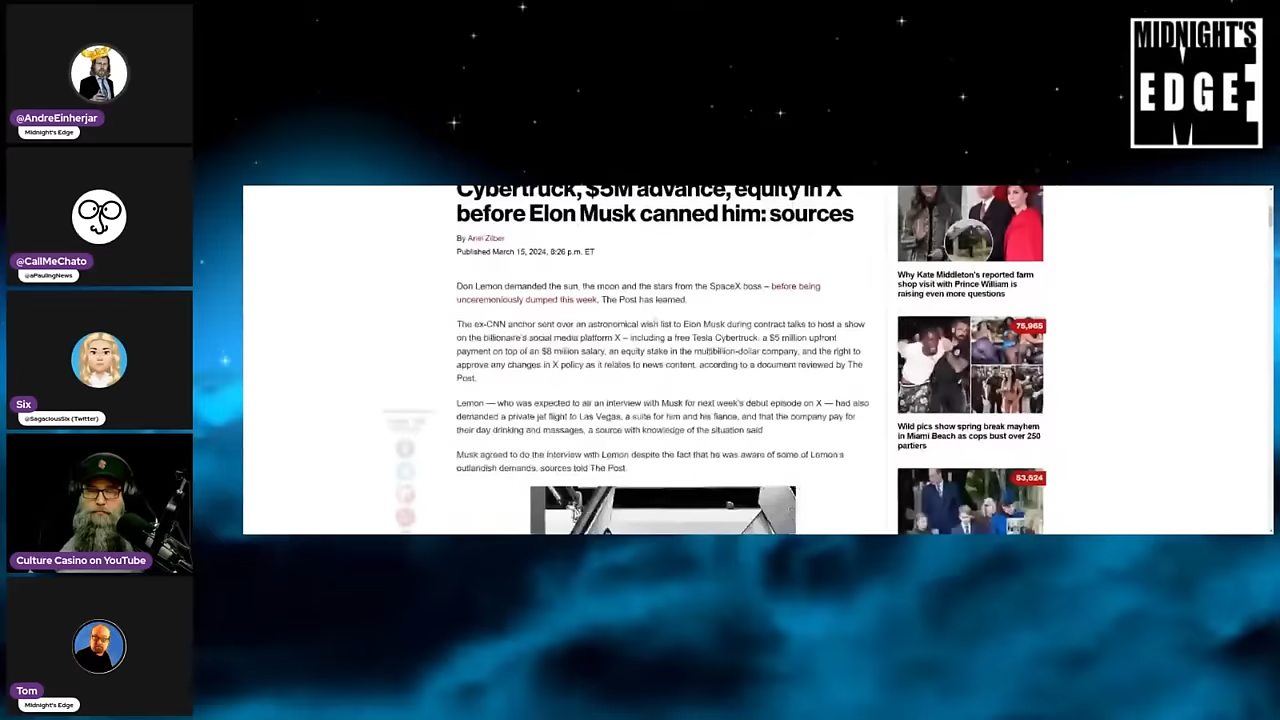 @AndreEinherjar
Midnight's Edge
@CallMeChato
@aPaulingNews
Six
@SagaciousSix (Twitter)
Culture Casino on YouTube
Tom
Midnight's Edge
MIDNIGHT'S
EDGE
Cybertruck, $5M advance, equity in X
before Elon Musk canned him: sources
By Ariel Zilber
Published March 15, 2024, 8:26 p.m. ET
Don Lemon demanded the sun, the moon and the stars from the SpaceX boss – before being
unceremoniously dumped this week, The Post has learned.
The ex-CNN anchor sent over an astronomical wish list to Elon Musk during contract talks to host a show
on the billionaire's social media platform X – including a free Tesla Cybertruck, a $5 million upfront
payment on top of an $8 million salary, an equity stake in the multibillion-dollar company, and the right to
approve any changes in X policy as it relates to news content, according to a document reviewed by The
Post.
Lemon — who was expected to air an interview with Musk for next week's debut episode on X — had also
demanded a private jet flight to Las Vegas, a suite for him and his fiance, and that the company pay for
their day drinking and massages, a source with knowledge of the situation said
Musk agreed to do the interview with Lemon despite the fact that he was aware of some of Lemon's
outlandish demands, sources told The Post.
Why Kate Middleton's reported farm
shop visit with Prince William is
raising even more questions
75,965
Wild pics show spring break mayhem
in Miami Beach as cops bust over 250
partiers
53,524